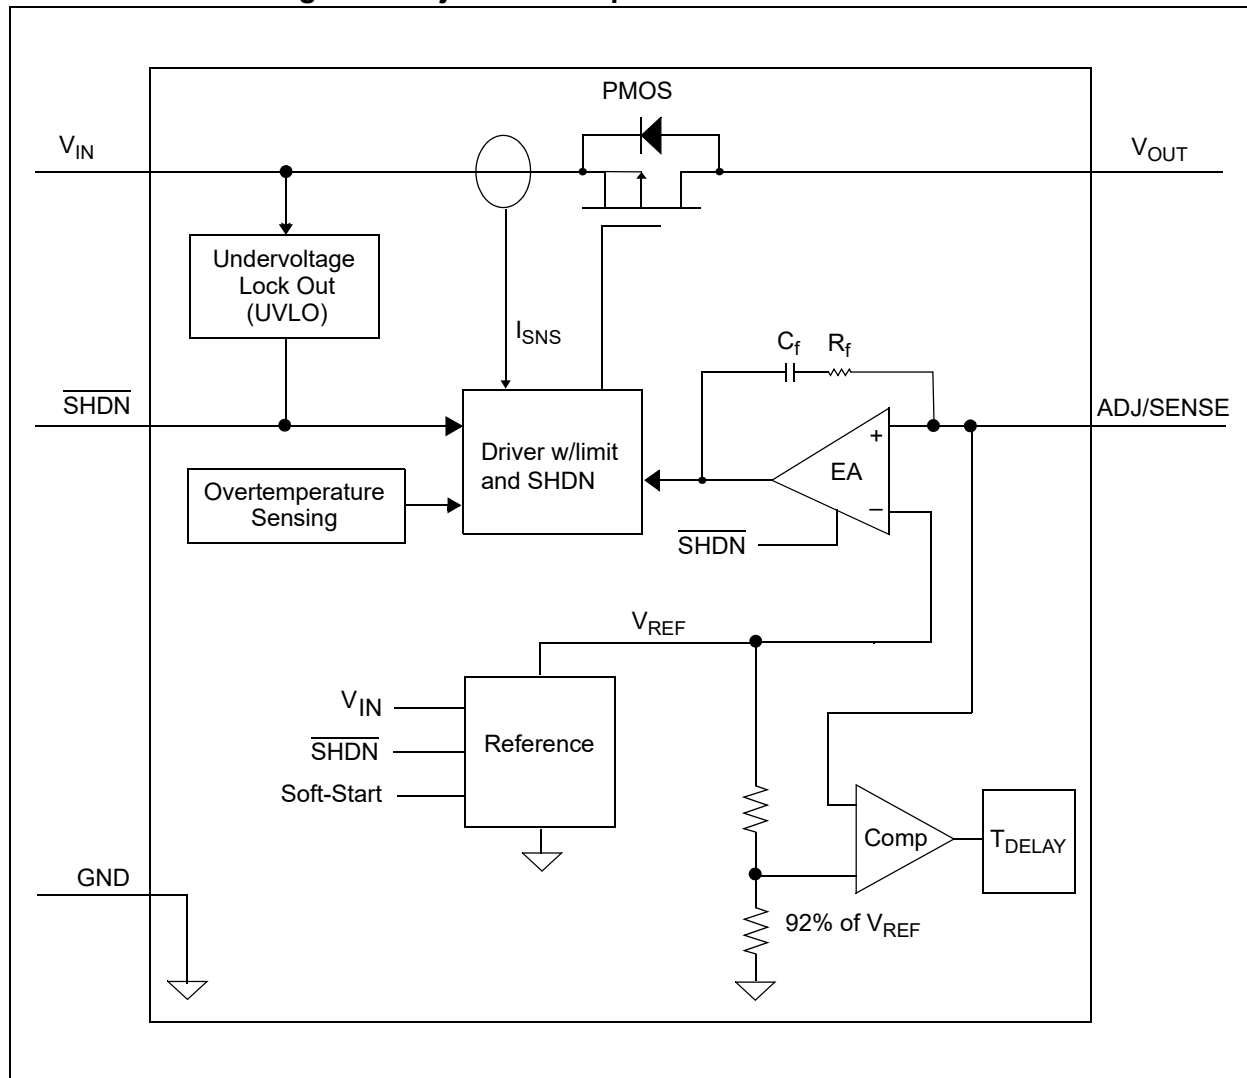 PMOS
VIN
VOUT
Undervoltage
Lock Out
(UVLO)
ISNS
Cf
Rf
SHDN
ADJ/SENSE
+
Driver w/limit
and SHDN
EA
Overtemperature
Sensing
−
SHDN
VREF
VIN
SHDN
Reference
Soft-Start
Comp
TDELAY
GND
92% of VREF